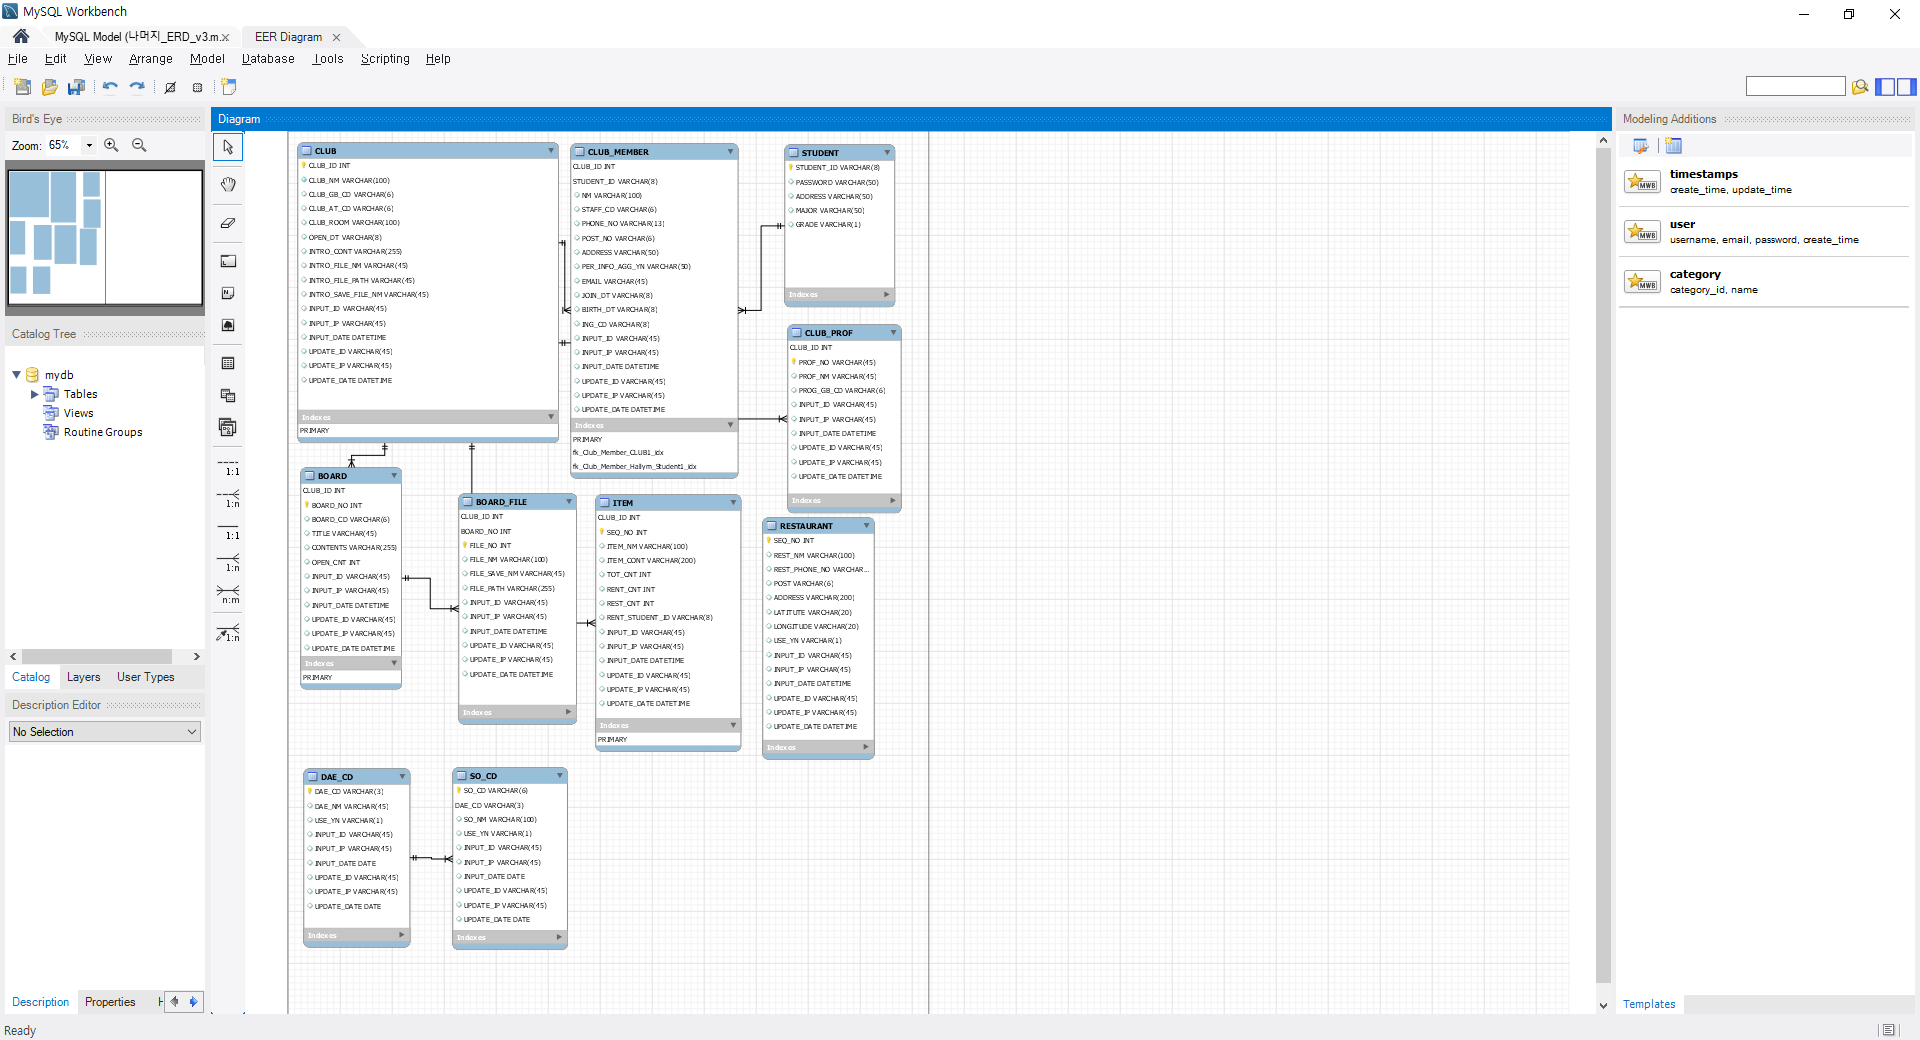 MySQL Workbench
MySQL Model (나머지_ERD_v3.m...
EER Diagram
File Edit View Arrange Model Database Tools Scripting Help
Bird's Eye
Zoom: 65%
Catalog Tree
mydb
Tables
Views
Routine Groups
Catalog Layers User Types
Description Editor
No Selection
Description Properties H
Ready
Diagram
1:1
1:n
1:1
1:n
n:m
1:n
CLUB
CLUB_ID INT
CLUB_NM VARCHAR(100)
CLUB_GB_CD VARCHAR(6)
CLUB_AT_CD VARCHAR(6)
CLUB_ROOM VARCHAR(100)
OPEN_DT VARCHAR(8)
INTRO_CONT VARCHAR(255)
INTRO_FILE_NM VARCHAR(45)
INTRO_FILE_PATH VARCHAR(45)
INTRO_SAVE_FILE_NM VARCHAR(45)
INPUT_ID VARCHAR(45)
INPUT_IP VARCHAR(45)
INPUT_DATE DATETIME
UPDATE_ID VARCHAR(45)
UPDATE_IP VARCHAR(45)
UPDATE_DATE DATETIME
Indexes
PRIMARY
CLUB_MEMBER
CLUB_ID INT
STUDENT_ID VARCHAR(8)
NM VARCHAR(100)
STAFF_CD VARCHAR(6)
PHONE_NO VARCHAR(13)
POST_NO VARCHAR(6)
ADDRESS VARCHAR(50)
PER_INFO_AGG_YN VARCHAR(50)
EMAIL VARCHAR(45)
JOIN_DT VARCHAR(8)
BIRTH_DT VARCHAR(8)
ING_CD VARCHAR(8)
INPUT_ID VARCHAR(45)
INPUT_IP VARCHAR(45)
INPUT_DATE DATETIME
UPDATE_ID VARCHAR(45)
UPDATE_IP VARCHAR(45)
UPDATE_DATE DATETIME
Indexes
PRIMARY
fk_Club_Member_CLUB1_idx
fk_Club_Member_Hallym_Student1_idx
STUDENT
STUDENT_ID VARCHAR(8)
PASSWORD VARCHAR(50)
ADDRESS VARCHAR(50)
MAJOR VARCHAR(50)
GRADE VARCHAR(1)
Indexes
CLUB_PROF
CLUB_ID INT
PROF_NO VARCHAR(45)
PROF_NM VARCHAR(45)
PROG_GB_CD VARCHAR(6)
INPUT_ID VARCHAR(45)
INPUT_IP VARCHAR(45)
INPUT_DATE DATETIME
UPDATE_ID VARCHAR(45)
UPDATE_IP VARCHAR(45)
UPDATE_DATE DATETIME
Indexes
BOARD
CLUB_ID INT
BOARD_NO INT
BOARD_CD VARCHAR(6)
TITLE VARCHAR(45)
CONTENTS VARCHAR(255)
OPEN_CNT INT
INPUT_ID VARCHAR(45)
INPUT_IP VARCHAR(45)
INPUT_DATE DATETIME
UPDATE_ID VARCHAR(45)
UPDATE_IP VARCHAR(45)
UPDATE_DATE DATETIME
Indexes
PRIMARY
BOARD_FILE
CLUB_ID INT
BOARD_NO INT
FILE_NO INT
FILE_NM VARCHAR(100)
FILE_SAVE_NM VARCHAR(45)
FILE_PATH VARCHAR(255)
INPUT_ID VARCHAR(45)
INPUT_IP VARCHAR(45)
INPUT_DATE DATETIME
UPDATE_ID VARCHAR(45)
UPDATE_IP VARCHAR(45)
UPDATE_DATE DATETIME
Indexes
ITEM
CLUB_ID INT
SEQ_NO INT
ITEM_NM VARCHAR(100)
ITEM_CONT VARCHAR(200)
TOT_CNT INT
RENT_CNT INT
REST_CNT INT
RENT_STUDENT_ID VARCHAR(8)
INPUT_ID VARCHAR(45)
INPUT_IP VARCHAR(45)
INPUT_DATE DATETIME
UPDATE_ID VARCHAR(45)
UPDATE_IP VARCHAR(45)
UPDATE_DATE DATETIME
Indexes
PRIMARY
RESTAURANT
SEQ_NO INT
REST_NM VARCHAR(100)
REST_PHONE_NO VARCHAR...
POST VARCHAR(6)
ADDRESS VARCHAR(200)
LATITUTE VARCHAR(20)
LONGITUDE VARCHAR(20)
USE_YN VARCHAR(1)
INPUT_ID VARCHAR(45)
INPUT_IP VARCHAR(45)
INPUT_DATE DATETIME
UPDATE_ID VARCHAR(45)
UPDATE_IP VARCHAR(45)
UPDATE_DATE DATETIME
Indexes
DAE_CD
DAE_CD VARCHAR(3)
DAE_NM VARCHAR(45)
USE_YN VARCHAR(1)
INPUT_ID VARCHAR(45)
INPUT_IP VARCHAR(45)
INPUT_DATE DATE
UPDATE_ID VARCHAR(45)
UPDATE_IP VARCHAR(45)
UPDATE_DATE DATE
Indexes
SO_CD
SO_CD VARCHAR(6)
DAE_CD VARCHAR(3)
SO_NM VARCHAR(100)
USE_YN VARCHAR(1)
INPUT_ID VARCHAR(45)
INPUT_IP VARCHAR(45)
INPUT_DATE DATE
UPDATE_ID VARCHAR(45)
UPDATE_IP VARCHAR(45)
UPDATE_DATE DATE
Indexes
Modeling Additions
MWB
timestamps
create_time, update_time
MWB
user
username, email, password, create_time
MWB
category
category_id, name
Templates